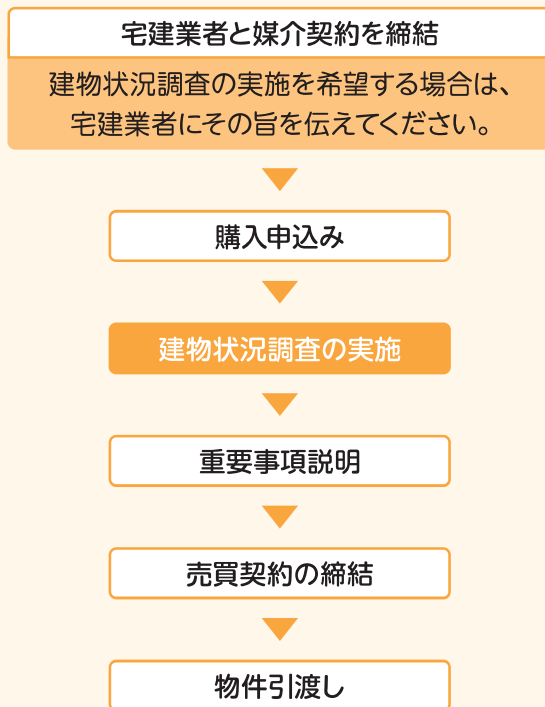 宅建業者と媒介契約を締結
建物状況調査の実施を希望する場合は、
宅建業者にその旨を伝えてください。
購入申込み
建物状況調査の実施
重要事項説明
売買契約の締結
物件引渡し